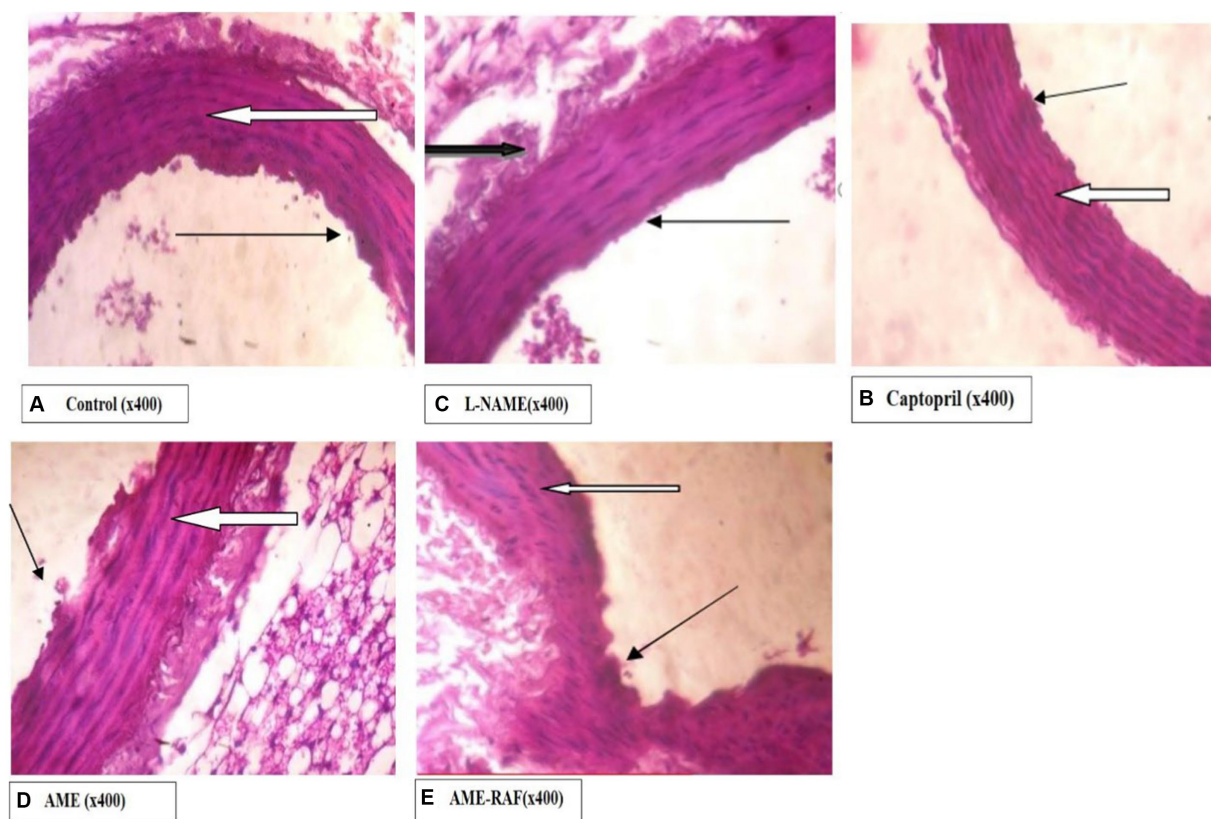 A Control (x400)
C L-NAME(x400)
B Captopril (x400)
D AME (x400)
E AME-RAF(x400)